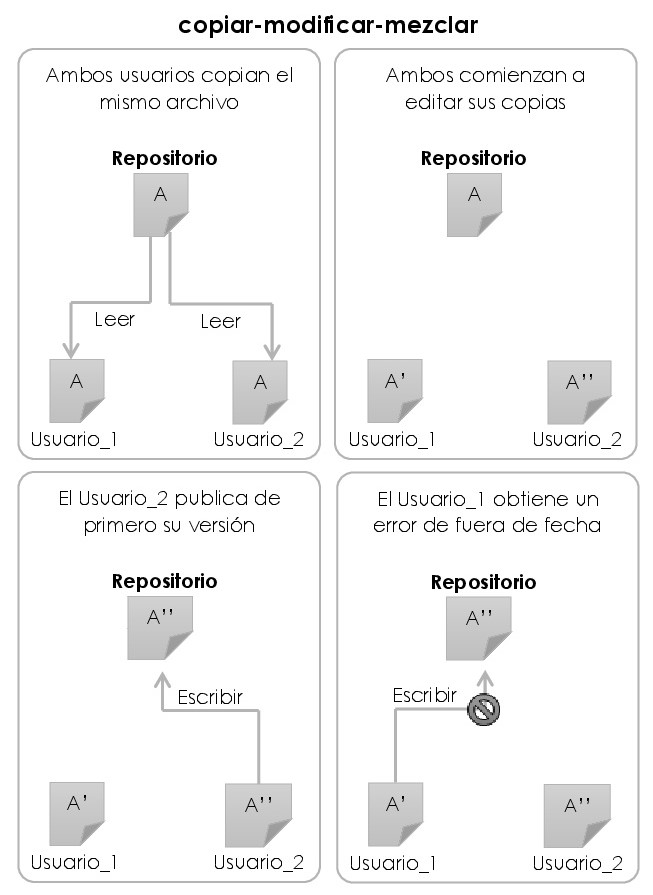 copiar-modificar-mezclar
Ambos usuarios copian el
mismo archivo
Repositorio
A
Leer
Leer
A
A
Usuario_1
Usuario_2
Ambos comienzan a
editar sus copias
Repositorio
A
A'
A''
Usuario_1
Usuario_2
El Usuario_2 publica de
primero su versión
Repositorio
A''
Escribir
A'
A''
Usuario_1
Usuario_2
El Usuario_1 obtiene un
error de fuera de fecha
Repositorio
A''
Escribir
A'
A''
Usuario_1
Usuario_2